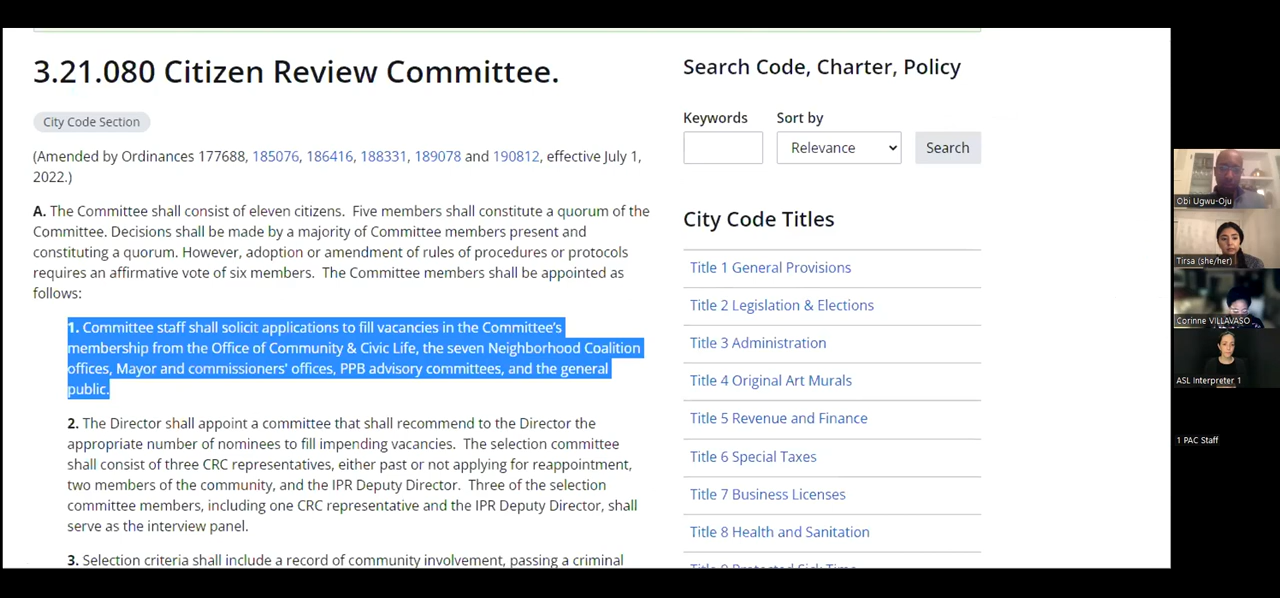 3.21.080 Citizen Review Committee.
City Code Section
(Amended by Ordinances 177688, 185076, 186416, 188331, 189078 and 190812, effective July 1,
2022.)
A. The Committee shall consist of eleven citizens.  Five members shall constitute a quorum of the
Committee. Decisions shall be made by a majority of Committee members present and
constituting a quorum. However, adoption or amendment of rules of procedures or protocols
requires an affirmative vote of six members.  The Committee members shall be appointed as
follows:
1. Committee staff shall solicit applications to fill vacancies in the Committee's
membership from the Office of Community & Civic Life, the seven Neighborhood Coalition
offices, Mayor and commissioners' offices, PPB advisory committees, and the general
public.
2. The Director shall appoint a committee that shall recommend to the Director the
appropriate number of nominees to fill impending vacancies.  The selection committee
shall consist of three CRC representatives, either past or not applying for reappointment,
two members of the community, and the IPR Deputy Director.  Three of the selection
committee members, including one CRC representative and the IPR Deputy Director, shall
serve as the interview panel.
3. Selection criteria shall include a record of community involvement, passing a criminal
Search Code, Charter, Policy
Keywords
Sort by
Relevance
Search
City Code Titles
Title 1 General Provisions
Title 2 Legislation & Elections
Title 3 Administration
Title 4 Original Art Murals
Title 5 Revenue and Finance
Title 6 Special Taxes
Title 7 Business Licenses
Title 8 Health and Sanitation
Title 9 Protected Sick Time
Obi Ugwu-Oju
Tirsa (she/her)
Corinne VILLAVASO
ASL Interpreter 1
1 PAC Staff